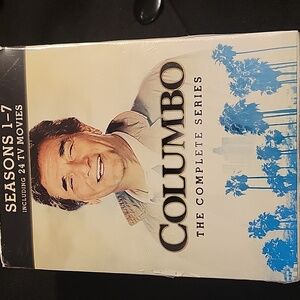 SEASONS 1–7
INCLUDING 24 TV MOVIES
COLUMBO
THE COMPLETE SERIES